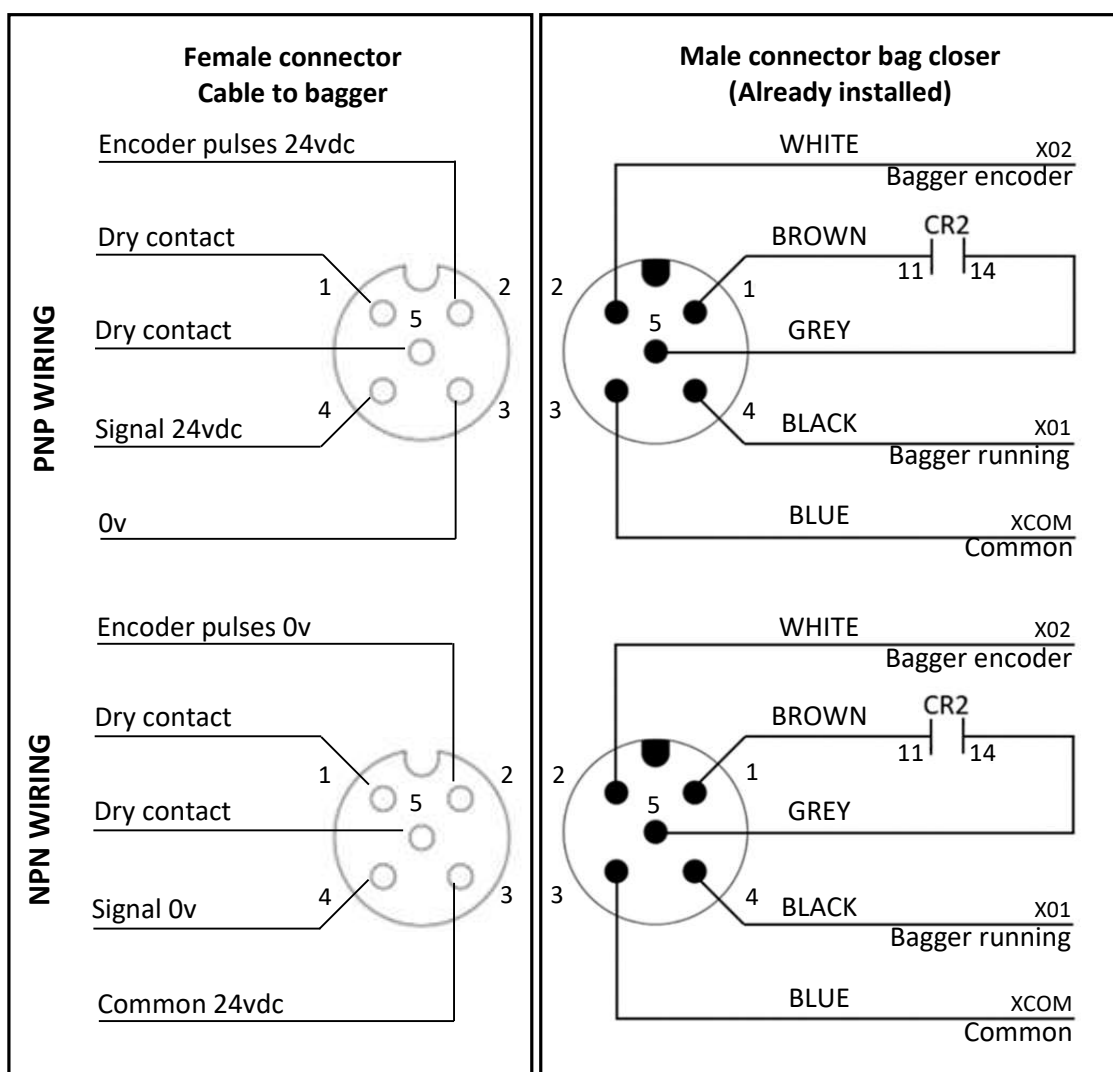 Female connector
Cable to bagger
Male connector bag closer
(Already installed)
PNP WIRING
Encoder pulses 24vdc
Dry contact
1
2
5
Dry contact
4
3
Signal 24vdc
0v
WHITE
X02
Bagger encoder
CR2
BROWN
11
14
2
1
5
GREY
3
4
BLACK
X01
Bagger running
BLUE
XCOM
Common
NPN WIRING
Encoder pulses 0v
Dry contact
1
2
5
Dry contact
4
3
Signal 0v
Common 24vdc
WHITE
X02
Bagger encoder
CR2
BROWN
11
14
2
1
5
GREY
3
4
BLACK
X01
Bagger running
BLUE
XCOM
Common